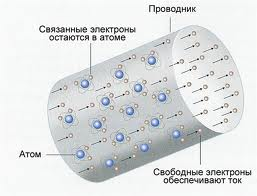 Проводник
Связанные электроны
остаются в атоме
Атом
Свободные электроны
обеспечивают ток